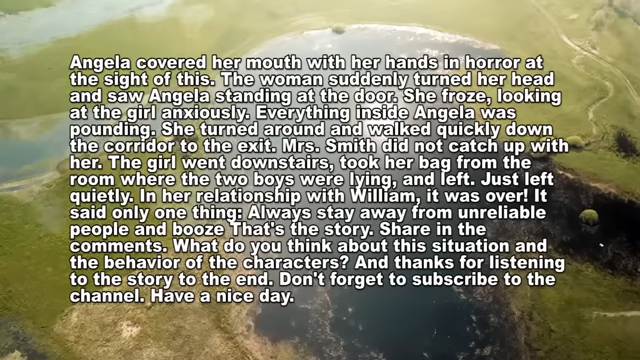 Angela covered her mouth with her hands in horror at
the sight of this. The woman suddenly turned her head
and saw Angela standing at the door. She froze, looking
at the girl anxiously. Everything inside Angela was
pounding. She turned around and walked quickly down
the corridor to the exit. Mrs. Smith did not catch up with
her. The girl went downstairs, took her bag from the
room where the two boys were lying, and left. Just left
quietly. In her relationship with William, it was over! It
said only one thing: Always stay away from unreliable
people and booze That's the story. Share in the
comments. What do you think about this situation and
the behavior of the characters? And thanks for listening
to the story to the end. Don't forget to subscribe to the
channel. Have a nice day.